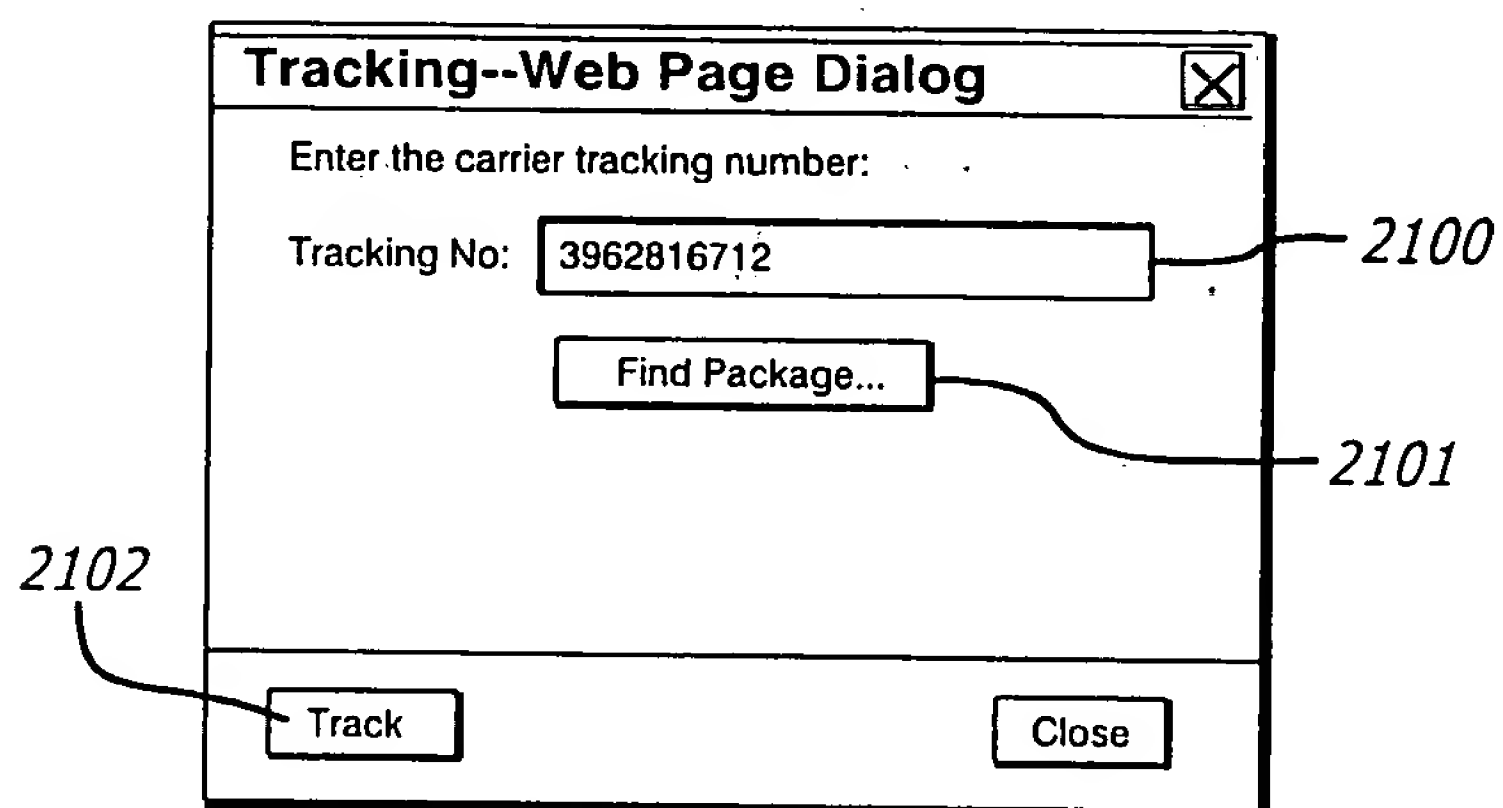 Tracking--Web Page Dialog
Enter the carrier tracking number:
Tracking No: 3962816712
2100
Find Package...
2101
2102
Track
Close